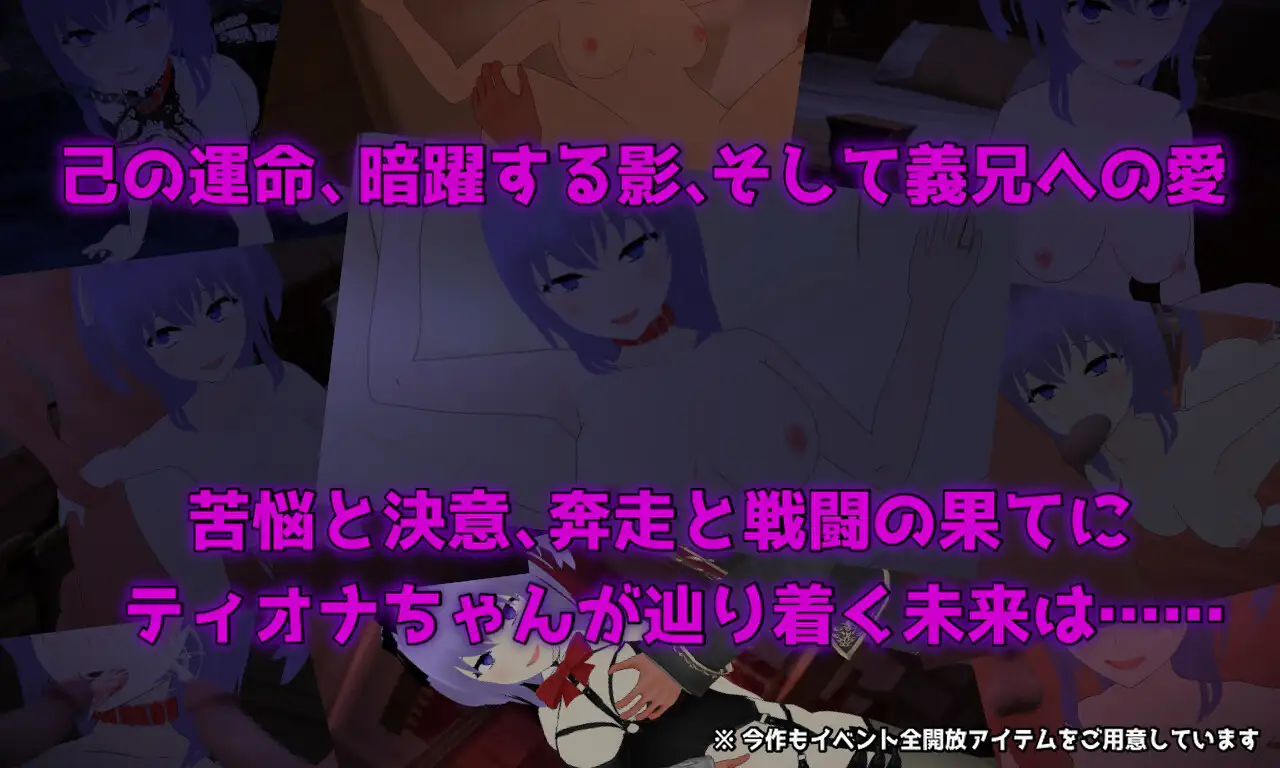 己の運命、暗躍する影、そして義兄への愛
苦悩と決意、奔走と戦闘の果てに
ティオナちゃんが辿り着く未来は……
※ 今作もイベント全開放アイテムをご用意しています